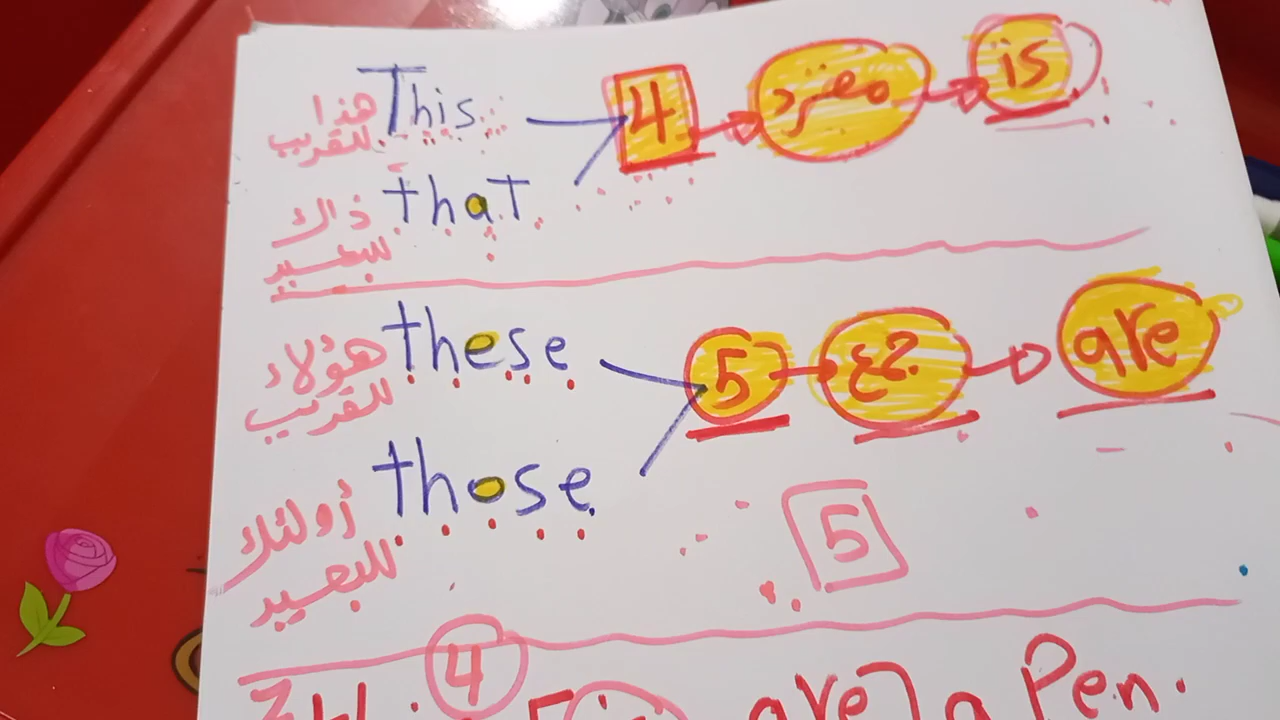 هذا This 4 مفرد is
للقريب
ذاك that
للبعيد
هؤلاء these 5 جمع are
للقريب
أولئك those
للبعيد 5
4
are] a Pen.